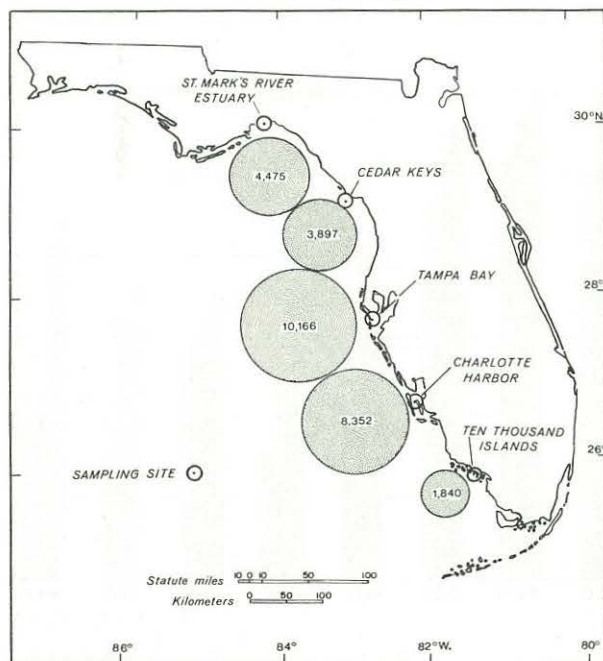 ST. MARK'S RIVER
ESTUARY
30°N
4,475
CEDAR KEYS
3,897
28°
TAMPA BAY
10,166
CHARLOTTE
HARBOR
8,352
TEN THOUSAND
ISLANDS
26°
SAMPLING SITE
1,840
10 0 10 50 100
Statute miles
Kilometers
0 50 100
86° 84° 82°W. 80°